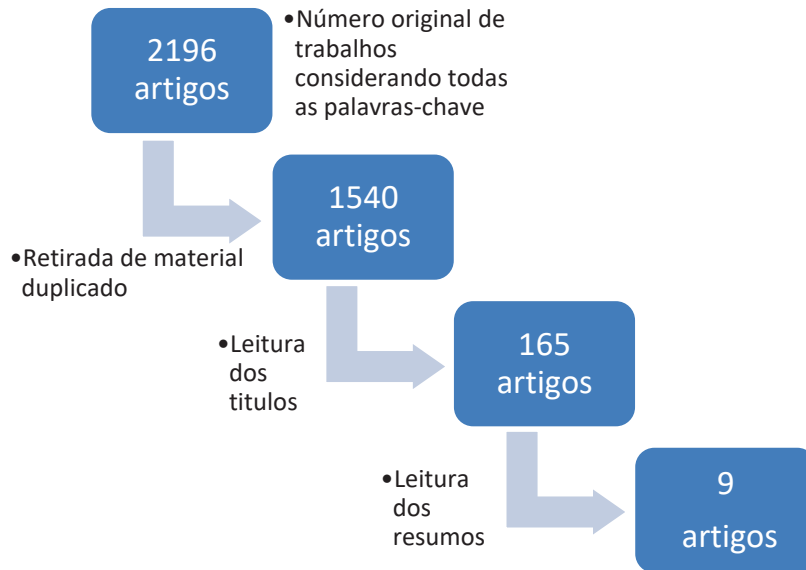 2196
artigos
•Número original de
trabalhos
considerando todas
as palavras-chave
1540
artigos
•Retirada de material
duplicado
165
artigos
•Leitura
dos
titulos
9
artigos
•Leitura
dos
resumos